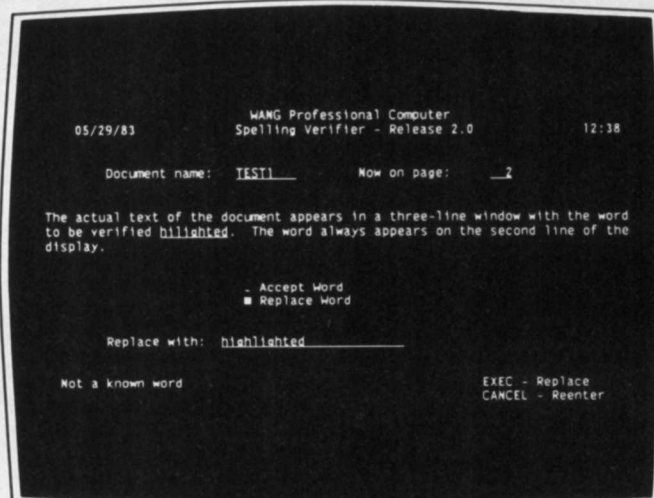 WANG Professional Computer
05/29/83 Spelling Verifier - Release 2.0 12:38
Document name: TEST1 Now on page: 2
The actual text of the document appears in a three-line window with the word
to be verified hilighted. The word always appears on the second line of the
display.
Accept Word
Replace Word
Replace with: highlighted
Not a known word EXEC - Replace
CANCEL - Reenter